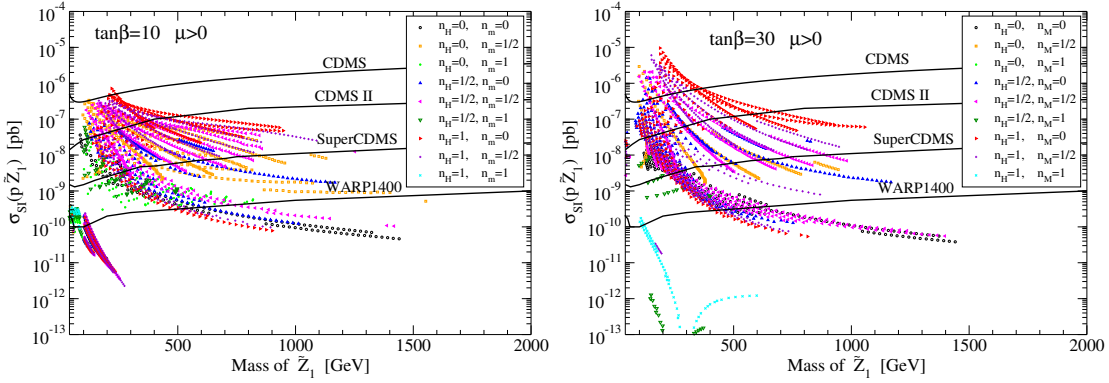 tanβ=10 μ>0
n_H=0, n_m=0
n_H=0, n_m=1/2
n_H=0, n_m=1
n_H=1/2, n_m=0
n_H=1/2, n_m=1/2
n_H=1/2, n_m=1
n_H=1, n_m=0
n_H=1, n_m=1/2
n_H=1, n_m=1
CDMS
CDMS II
SuperCDMS
WARP1400
10^-4
10^-5
10^-6
10^-7
10^-8
10^-9
10^-10
10^-11
10^-12
10^-13
σ_SI(p Z̃_1) [pb]
500 1000 1500 2000
Mass of Z̃_1 [GeV]
tanβ=30 μ>0
n_H=0, n_M=0
n_H=0, n_M=1/2
n_H=0, n_M=1
n_H=1/2, n_M=0
n_H=1/2, n_M=1/2
n_H=1/2, n_M=1
n_H=1, n_M=0
n_H=1, n_M=1/2
n_H=1, n_M=1
CDMS
CDMS II
SuperCDMS
WARP1400
10^-4
10^-5
10^-6
10^-7
10^-8
10^-9
10^-10
10^-11
10^-12
10^-13
σ_SI(p Z̃_1) [pb]
500 1000 1500 2000
Mass of Z̃_1 [GeV]